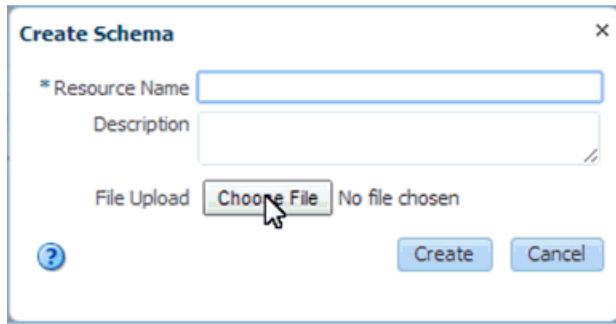 Create Schema ×
* Resource Name
Description
File Upload Choose File No file chosen
? Create Cancel